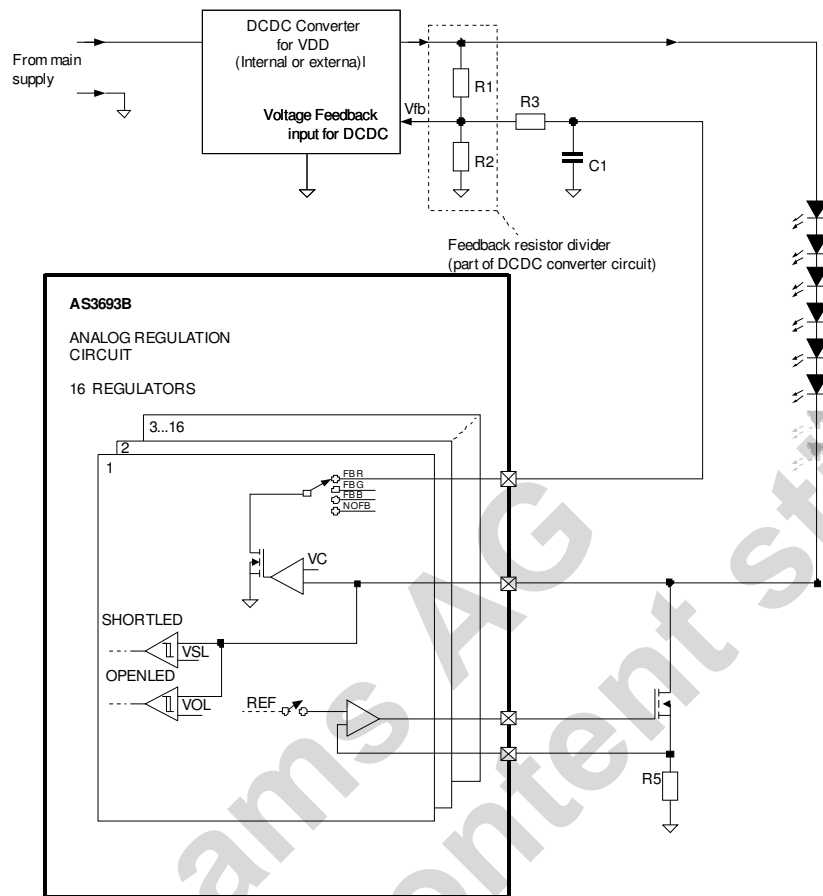 DCDC Converter
for VDD
(Internal or externa)l
From main
supply
Voltage Feedback
input for DCDC
Vfb
R1
R2
R3
C1
Feedback resistor divider
(part of DCDC converter circuit)
AS3693B
ANALOG REGULATION
CIRCUIT
16 REGULATORS
3...16
2
1
FBR
FBG
FBB
NOFB
VC
SHORTLED
VSL
OPENLED
VOL
REF
R5
ams AG